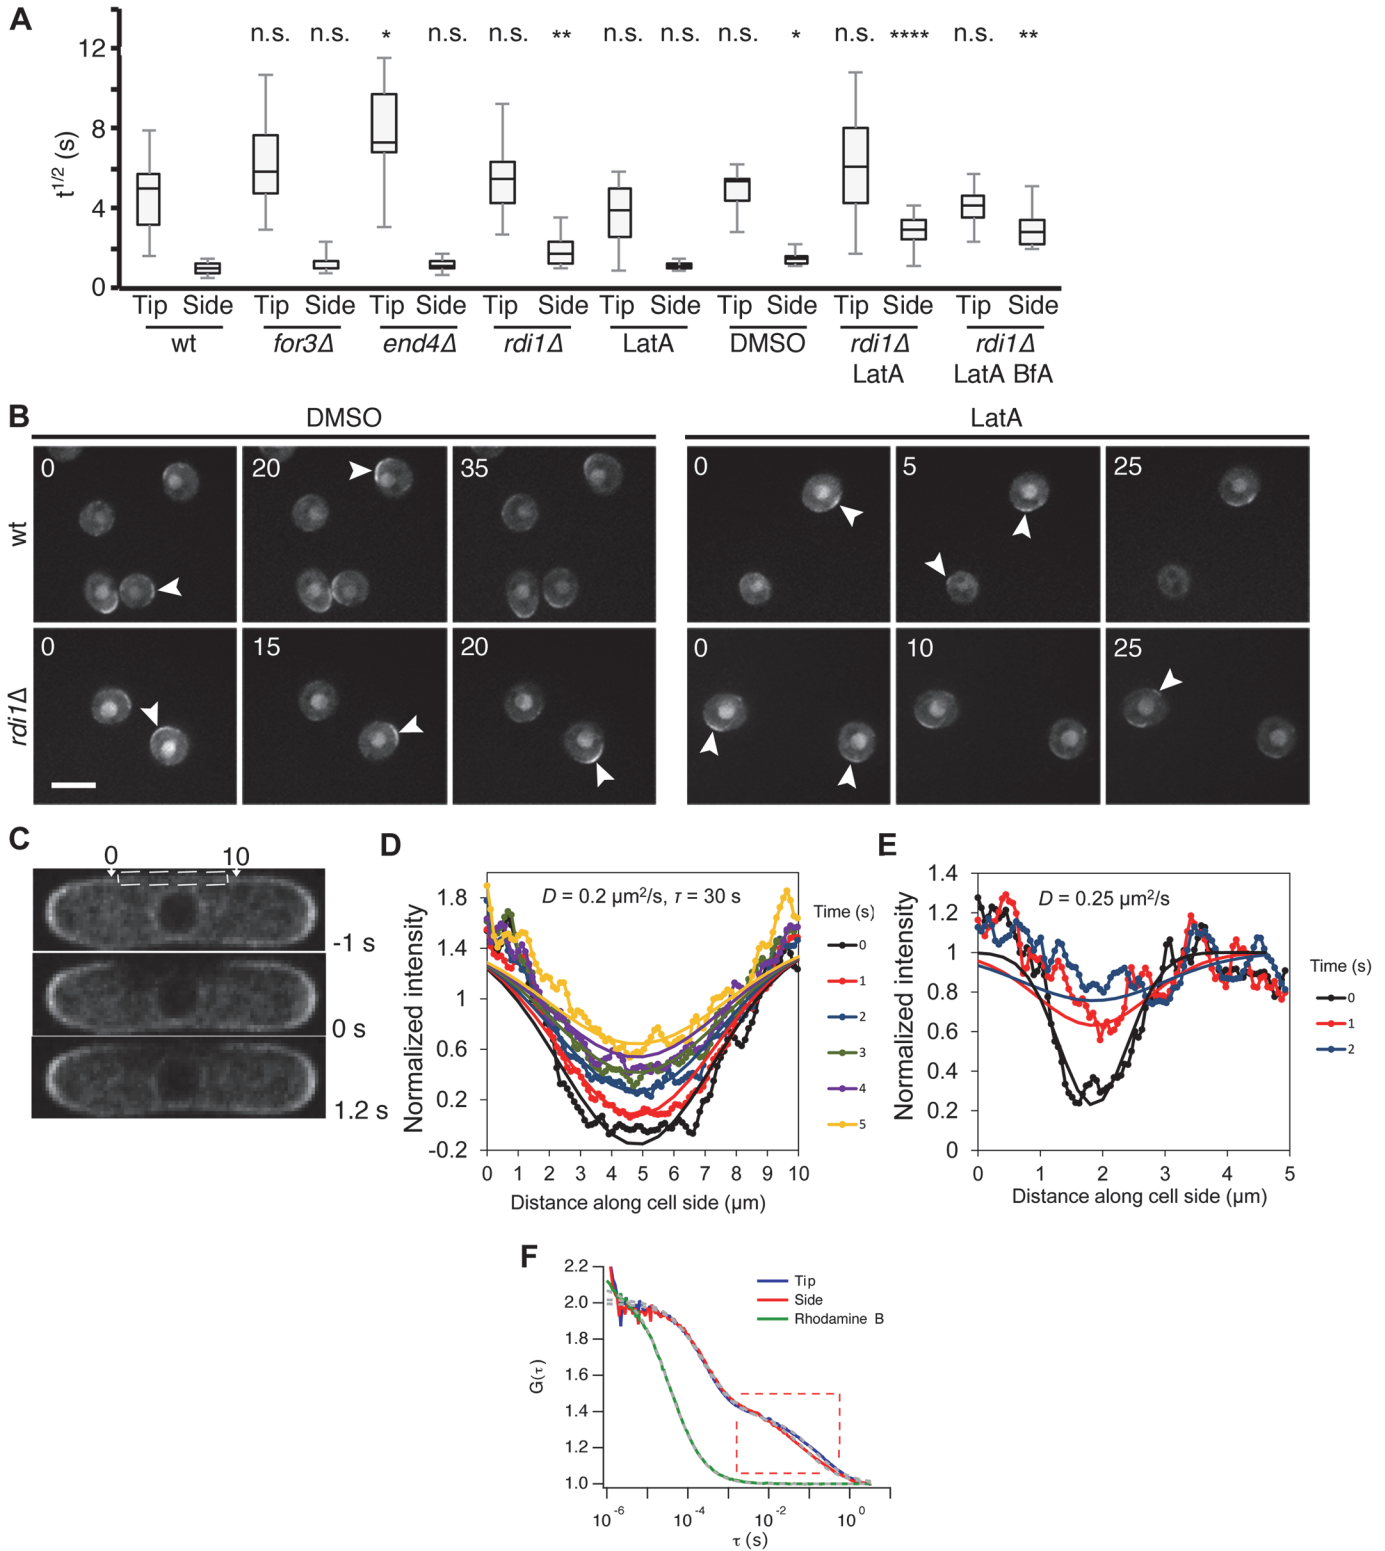 A
n.s. n.s. * n.s. n.s. ** n.s. n.s. n.s. * n.s. **** n.s. **
12
8
4
0
t1/2 (s)
Tip Side Tip Side Tip Side Tip Side Tip Side Tip Side Tip Side Tip Side
wt for3Δ end4Δ rdi1Δ LatA DMSO rdi1Δ rdi1Δ
LatA LatA BfA
B
DMSO LatA
wt
0 20 35 0 5 25
rdi1Δ
0 15 20 0 10 25
C
0 10
-1 s
0 s
1.2 s
D
D = 0.2 µm2/s, τ = 30 s
Normalized intensity
1.8
1.4
1
0.6
0.2
-0.2
0 1 2 3 4 5 6 7 8 9 10
Distance along cell side (µm)
Time (s)
0
1
2
3
4
5
E
D = 0.25 µm2/s
Normalized intensity
1.4
1.2
1
0.8
0.6
0.4
0.2
0
0 1 2 3 4 5
Distance along cell side (µm)
Time (s)
0
1
2
F
G(τ)
2.2
2.0
1.8
1.6
1.4
1.2
1.0
Tip
Side
Rhodamine B
10-6 10-4 10-2 100
τ (s)